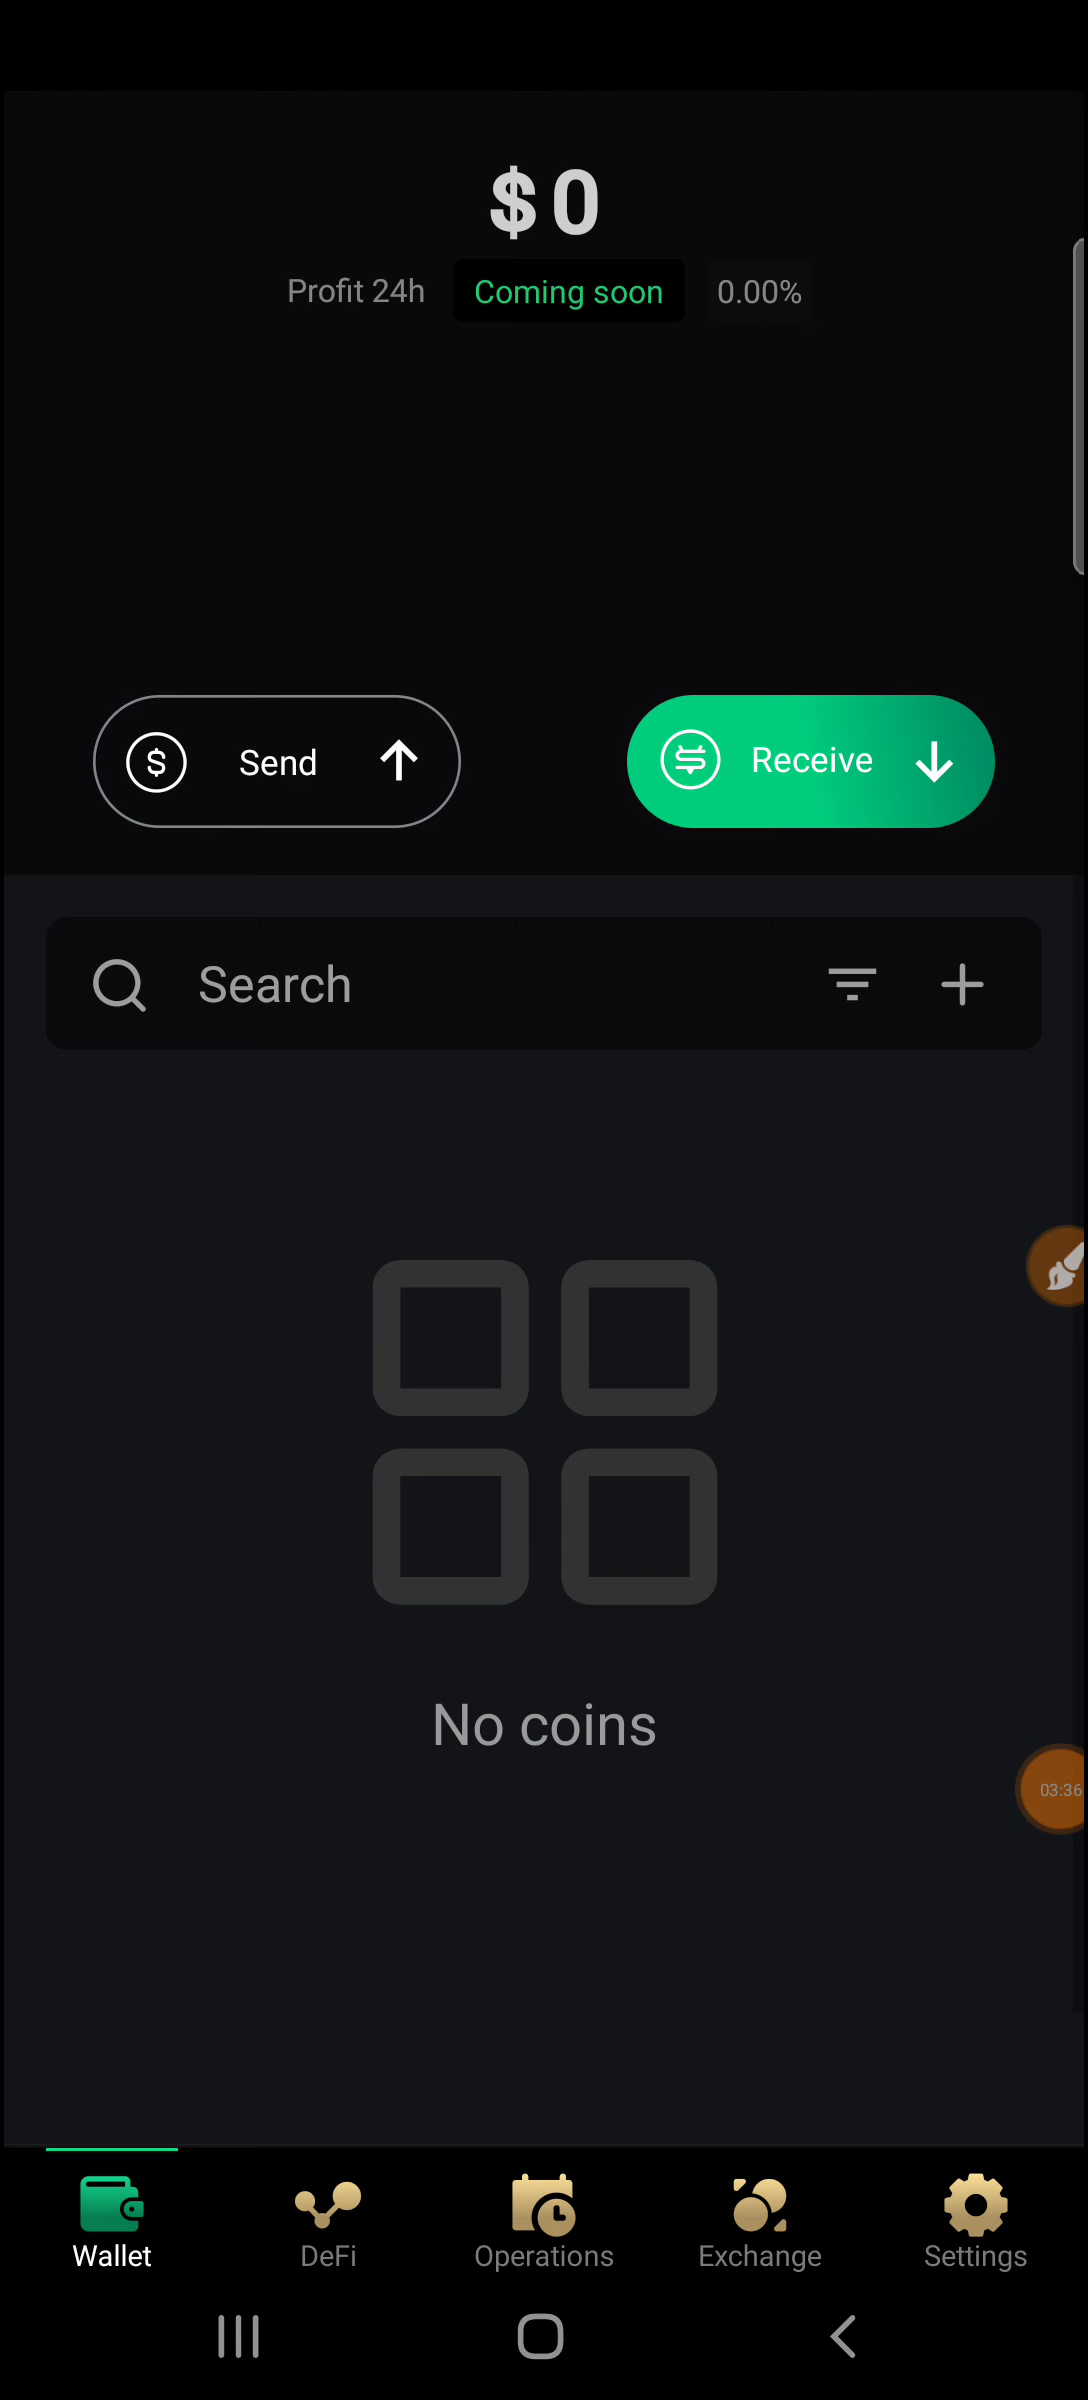 $0
Profit 24h Coming soon 0.00%
Send Receive
Search
No coins
03:36
Wallet DeFi Operations Exchange Settings